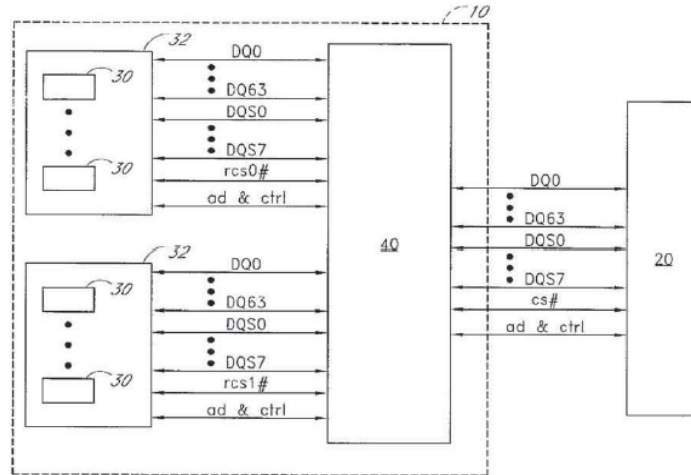 10
32
30
30
DQ0
DQ63
DQS0
DQS7
rcs0#
ad & ctrl
32
30
30
DQ0
DQ63
DQS0
DQS7
rcs1#
ad & ctrl
40
DQ0
DQ63
DQS0
DQS7
cs#
ad & ctrl
20